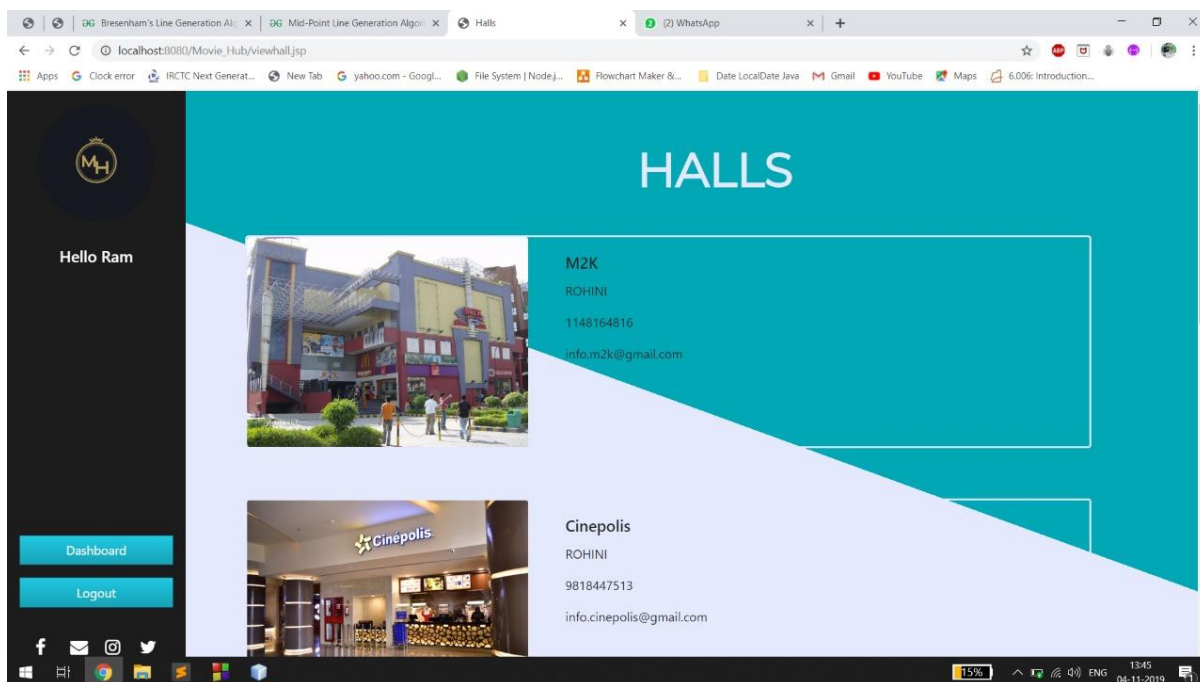 Bresenham's Line Generation Alg
Mid-Point Line Generation Algori
Halls
(2) WhatsApp
localhost:8080/Movie_Hub/viewhall.jsp
ABP
Apps
Clock error
IRCTC Next Generat...
New Tab
yahoo.com - Googl...
File System | Node.j...
Flowchart Maker &...
Date LocalDate Java
Gmail
YouTube
Maps
6.006: Introduction...
MH
Hello Ram
HALLS
M2K
ROHINI
1148164816
info.m2k@gmail.com
Cinépolis
Cinepolis
ROHINI
9818447513
info.cinepolis@gmail.com
Dashboard
Logout
15%
ENG
13:45
04-11-2019